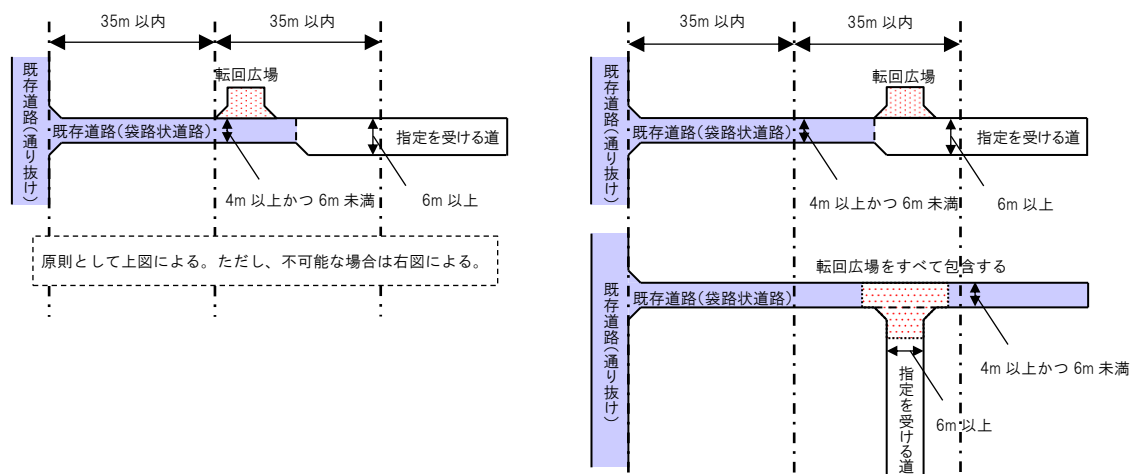 35m 以内
35m 以内
既存道路(通り抜け)
転回広場
既存道路(袋路状道路)
指定を受ける道
4m 以上かつ 6m 未満
6m 以上
原則として上図による。ただし、不可能な場合は右図による。
35m 以内
35m 以内
既存道路(通り抜け)
転回広場
既存道路(袋路状道路)
指定を受ける道
4m 以上かつ 6m 未満
6m 以上
既存道路(通り抜け)
転回広場をすべて包含する
既存道路(袋路状道路)
4m 以上かつ 6m 未満
6m 以上
指定を受ける道